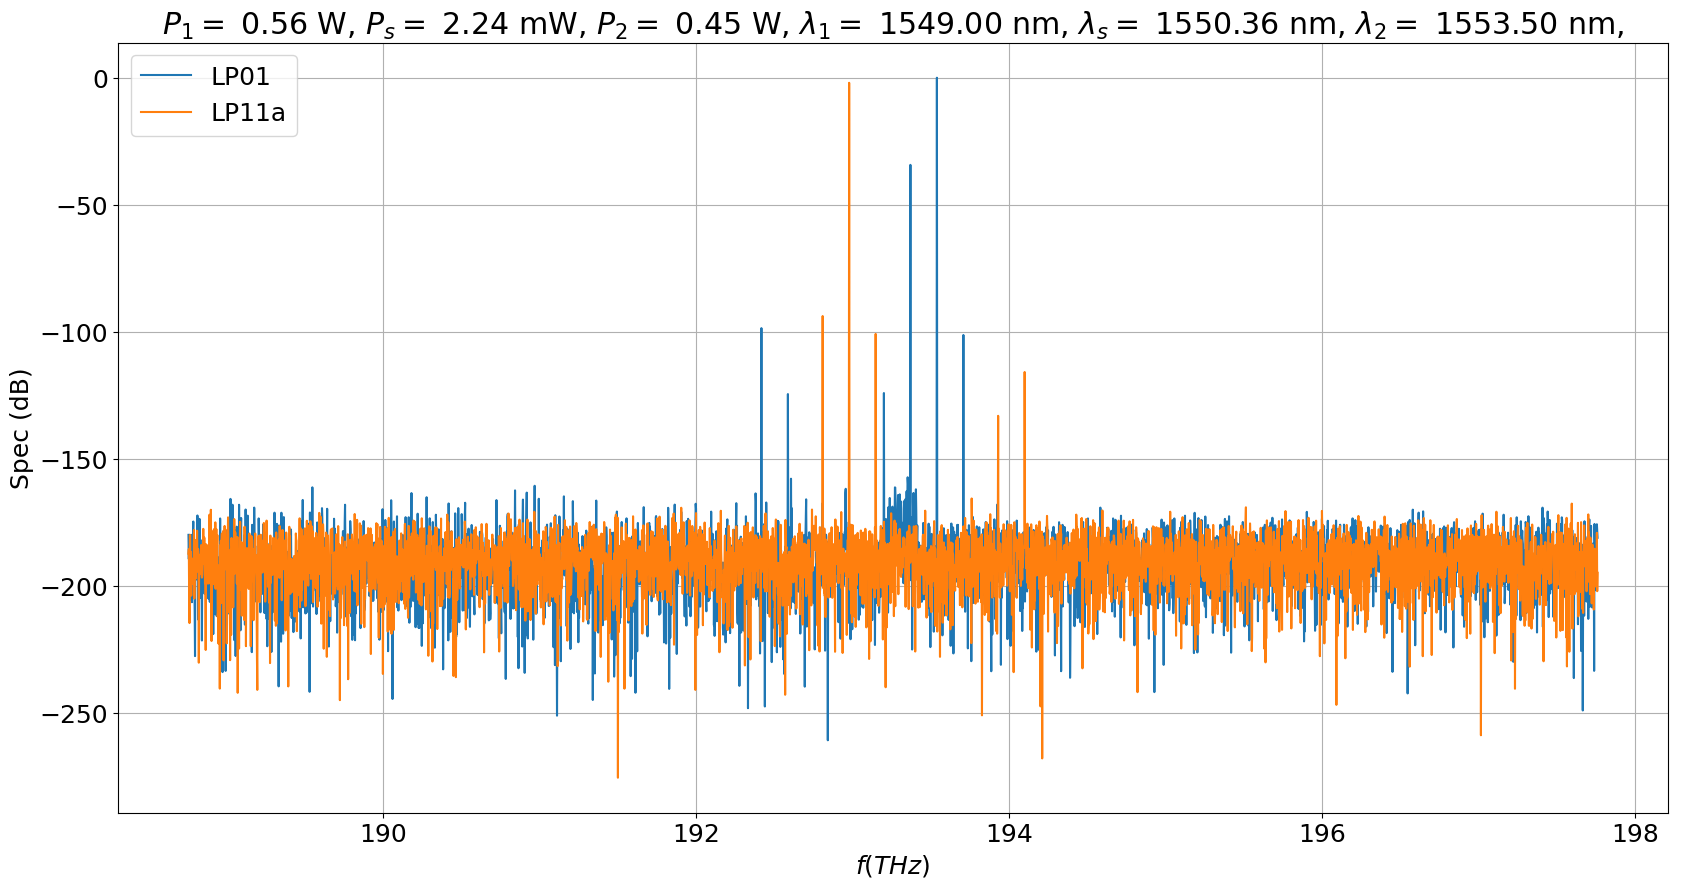 P₁ = 0.56 W, Pₛ = 2.24 mW, P₂ = 0.45 W, λ₁ = 1549.00 nm, λₛ = 1550.36 nm, λ₂ = 1553.50 nm,
LP01
LP11a
0
−50
−100
−150
−200
−250
Spec (dB)
190 192 194 196 198
f(THz)